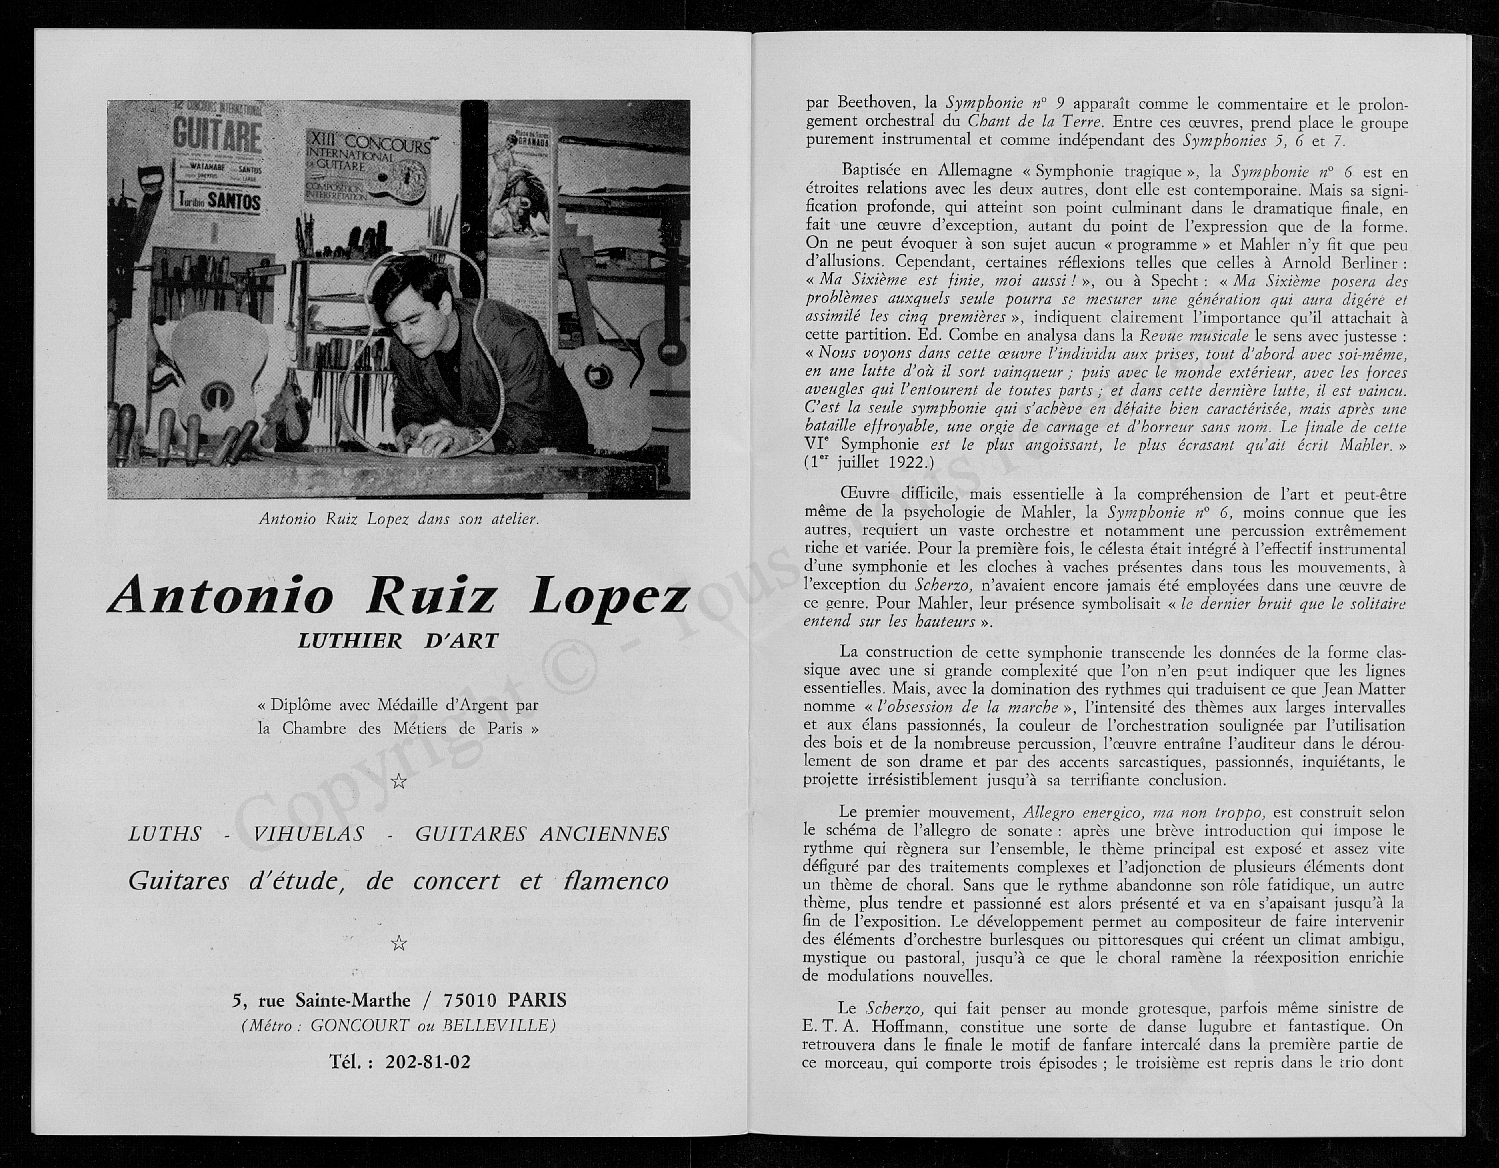 12e CONCOURS INTERNATIONAL
GUITARE
WATANABE
SANTOS
Turibio SANTOS
XIII CONCOURS
INTERNATIONAL
GUITARE
COMPOSITION
INTERPRETATION
GRANADA
Antonio Ruiz Lopez dans son atelier.
Antonio Ruiz Lopez
LUTHIER D'ART
« Diplôme avec Médaille d'Argent par
la Chambre des Métiers de Paris »
LUTHS - VIHUELAS - GUITARES ANCIENNES
Guitares d'étude, de concert et flamenco
5, rue Sainte-Marthe / 75010 PARIS
(Métro : GONCOURT ou BELLEVILLE)
Tél. : 202-81-02
par Beethoven, la Symphonie n° 9 apparaît comme le commentaire et le prolon-
gement orchestral du Chant de la Terre. Entre ces œuvres, prend place le groupe
purement instrumental et comme indépendant des Symphonies 5, 6 et 7.
Baptisée en Allemagne « Symphonie tragique », la Symphonie n° 6 est en
étroites relations avec les deux autres, dont elle est contemporaine. Mais sa signi-
fication profonde, qui atteint son point culminant dans le dramatique finale, en
fait une œuvre d'exception, autant du point de l'expression que de la forme.
On ne peut évoquer à son sujet aucun « programme » et Mahler n'y fit que peu
d'allusions. Cependant, certaines réflexions telles que celles à Arnold Berliner :
« Ma Sixième est finie, moi aussi ! », ou à Specht : « Ma Sixième posera des
problèmes auxquels seule pourra se mesurer une génération qui aura digéré et
assimilé les cinq premières », indiquent clairement l'importance qu'il attachait à
cette partition. Ed. Combe en analysa dans la Revue musicale le sens avec justesse :
« Nous voyons dans cette œuvre l'individu aux prises, tout d'abord avec soi-même,
en une lutte d'où il sort vainqueur ; puis avec le monde extérieur, avec les forces
aveugles qui l'entourent de toutes parts ; et dans cette dernière lutte, il est vaincu.
C'est la seule symphonie qui s'achève en défaite bien caractérisée, mais après une
bataille effroyable, une orgie de carnage et d'horreur sans nom. Le finale de cette
VIe Symphonie est le plus angoissant, le plus écrasant qu'ait écrit Mahler. »
(1er juillet 1922.)
Œuvre difficile, mais essentielle à la compréhension de l'art et peut-être
même de la psychologie de Mahler, la Symphonie n° 6, moins connue que les
autres, requiert un vaste orchestre et notamment une percussion extrêmement
riche et variée. Pour la première fois, le célesta était intégré à l'effectif instrumental
d'une symphonie et les cloches à vaches présentes dans tous les mouvements, à
l'exception du Scherzo, n'avaient encore jamais été employées dans une œuvre de
ce genre. Pour Mahler, leur présence symbolisait « le dernier bruit que le solitaire
entend sur les hauteurs ».
La construction de cette symphonie transcende les données de la forme clas-
sique avec une si grande complexité que l'on n'en peut indiquer que les lignes
essentielles. Mais, avec la domination des rythmes qui traduisent ce que Jean Matter
nomme « l'obsession de la marche », l'intensité des thèmes aux larges intervalles
et aux élans passionnés, la couleur de l'orchestration soulignée par l'utilisation
des bois et de la nombreuse percussion, l'œuvre entraîne l'auditeur dans le dérou-
lement de son drame et par des accents sarcastiques, passionnés, inquiétants, le
projette irrésistiblement jusqu'à sa terrifiante conclusion.
Le premier mouvement, Allegro energico, ma non troppo, est construit selon
le schéma de l'allegro de sonate : après une brève introduction qui impose le
rythme qui règnera sur l'ensemble, le thème principal est exposé et assez vite
défiguré par des traitements complexes et l'adjonction de plusieurs éléments dont
un thème de choral. Sans que le rythme abandonne son rôle fatidique, un autre
thème, plus tendre et passionné est alors présenté et va en s'apaisant jusqu'à la
fin de l'exposition. Le développement permet au compositeur de faire intervenir
des éléments d'orchestre burlesques ou pittoresques qui créent un climat ambigu,
mystique ou pastoral, jusqu'à ce que le choral ramène la réexposition enrichie
de modulations nouvelles.
Le Scherzo, qui fait penser au monde grotesque, parfois même sinistre de
E. T. A. Hoffmann, constitue une sorte de danse lugubre et fantastique. On
retrouvera dans le finale le motif de fanfare intercalé dans la première partie de
ce morceau, qui comporte trois épisodes ; le troisième est repris dans le trio dont
Copyright © - Tous droits